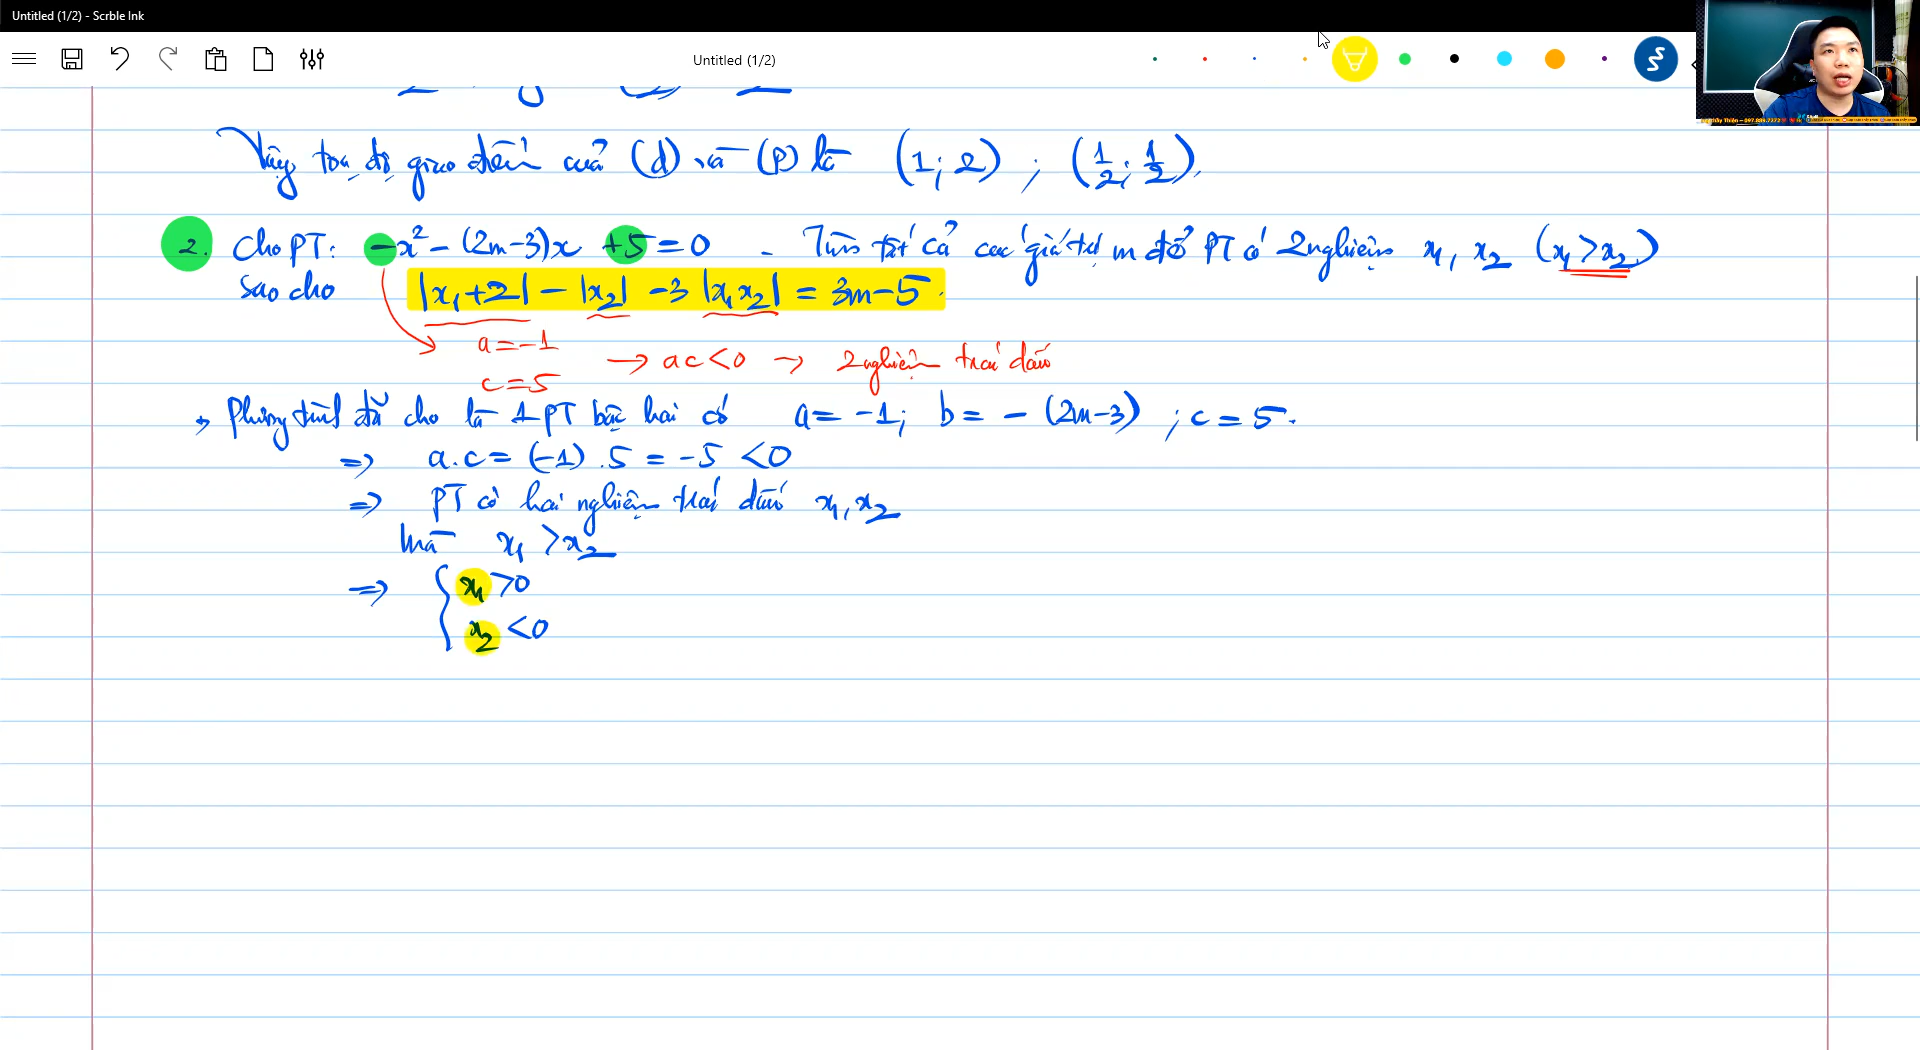 Untitled (1/2) - Scrble Ink
Untitled (1/2)
Vậy toạ độ giao điểm của (d) và (P) là (1; 2) ; (1/2; 1/2).
2. Cho PT: -x² - (2m-3)x +5 = 0 . Tìm tất cả các giá trị m để PT có 2 nghiệm x₁, x₂ (x₁ > x₂)
sao cho |x₁+2| - |x₂| - 3|x₁x₂| = 3m - 5.
a = -1
c = 5
→ ac < 0 → 2 nghiệm trái dấu
→ Phương trình đã cho là 1 PT bậc hai có a = -1; b = - (2m-3) ; c = 5.
⇒ a.c = (-1) . 5 = -5 < 0
⇒ PT có hai nghiệm trái dấu x₁, x₂
Mà x₁ > x₂
⇒ { x₁ > 0
x₂ < 0